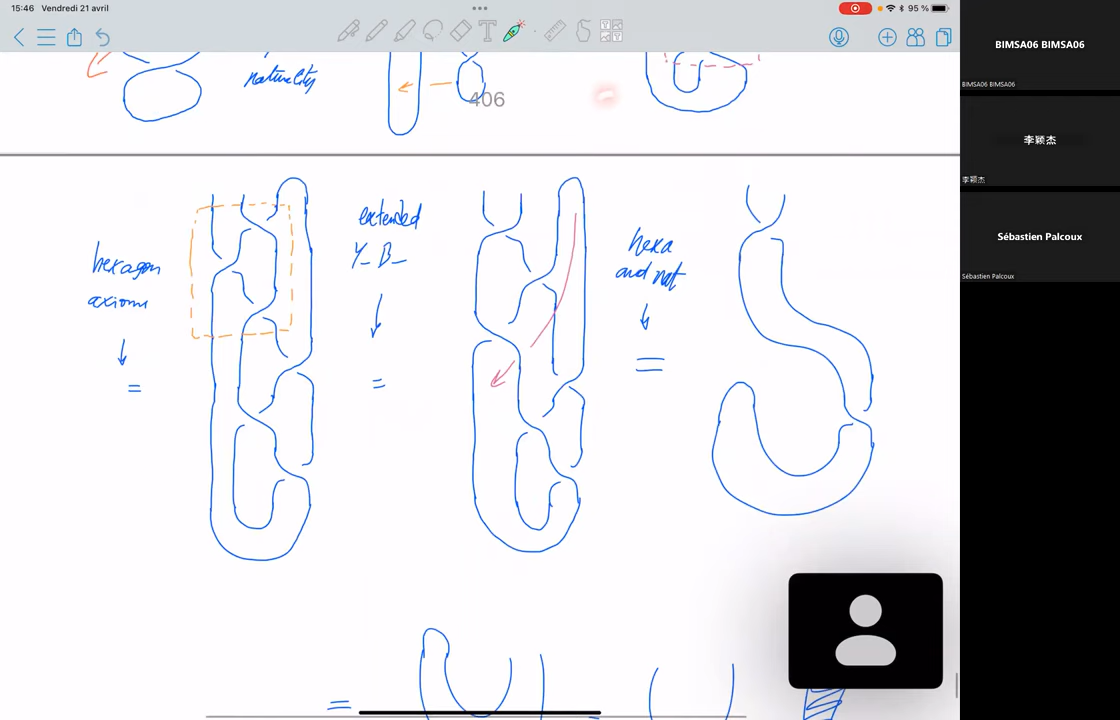 15:46 Vendredi 21 avril
95 %
BIMSA06 BIMSA06
BIMSA06 BIMSA06
naturality
406
李颖杰
李颖杰
hexagon
axioms
=
extended
Y_B_
=
hexa
and nat
=
Sébastien Palcoux
Sébastien Palcoux
=
=